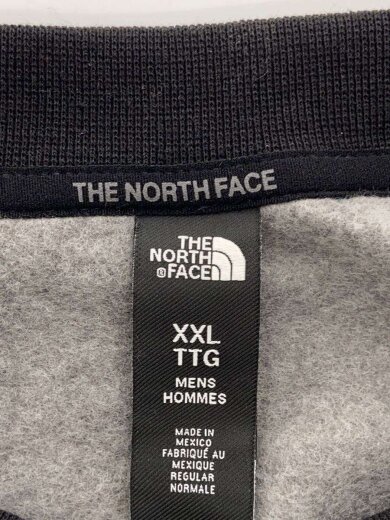 THE NORTH FACE
THE
NORTH
®FACE
XXL
TTG
MENS
HOMMES
MADE IN
MEXICO
FABRIQUÉ AU
MEXIQUE
REGULAR
NORMALE